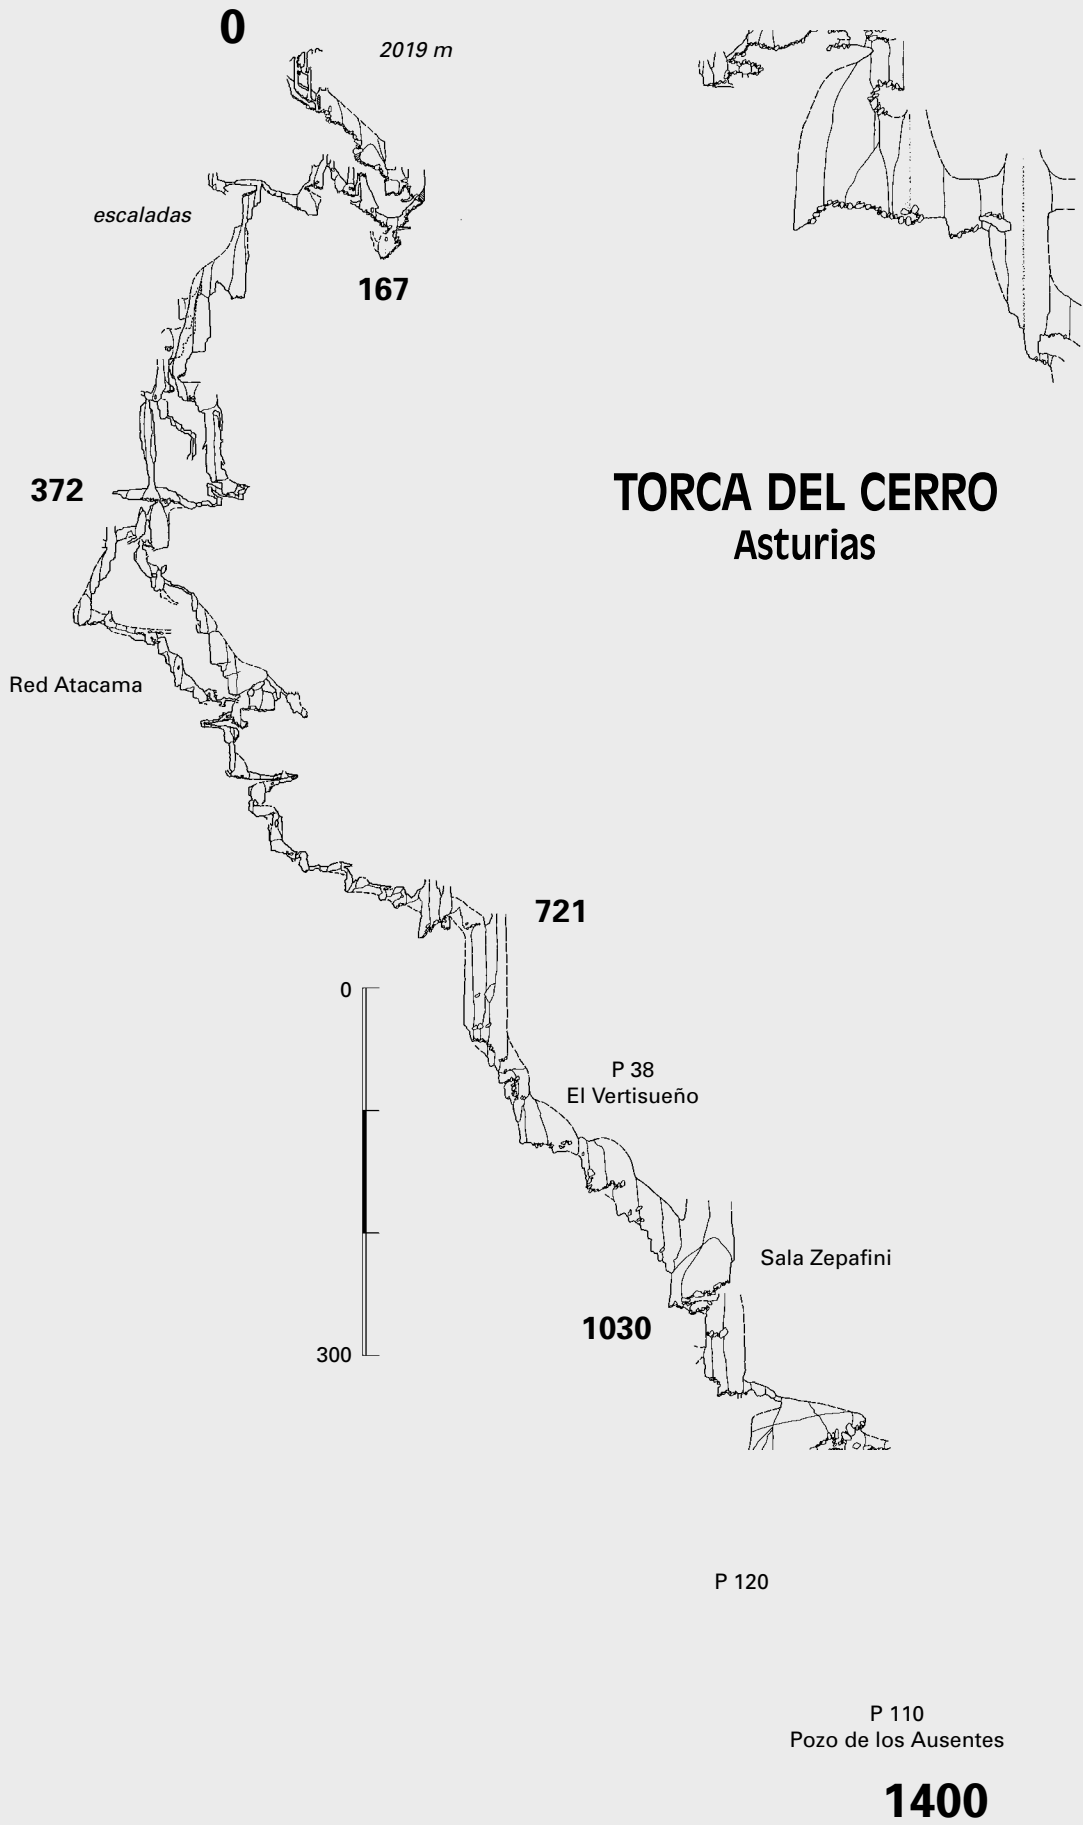 0
2019 m
escaladas
167
372
TORCA DEL CERRO
Asturias
Red Atacama
721
0
P 38
El Vertisueño
Sala Zepafini
1030
300
P 120
P 110
Pozo de los Ausentes
1400